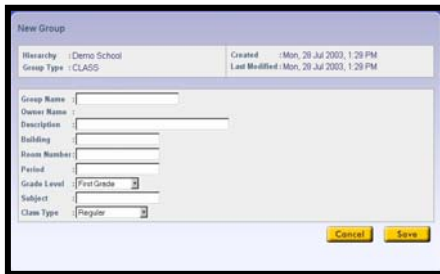 New Group
Hierarchy : Demo School
Group Type : CLASS
Created : Mon, 28 Jul 2003, 1:29 PM
Last Modified : Mon, 28 Jul 2003, 1:29 PM
Group Name :
Owner Name :
Description :
Building :
Room Number :
Period :
Grade Level : First Grade
Subject :
Class Type : Regular
Cancel Save